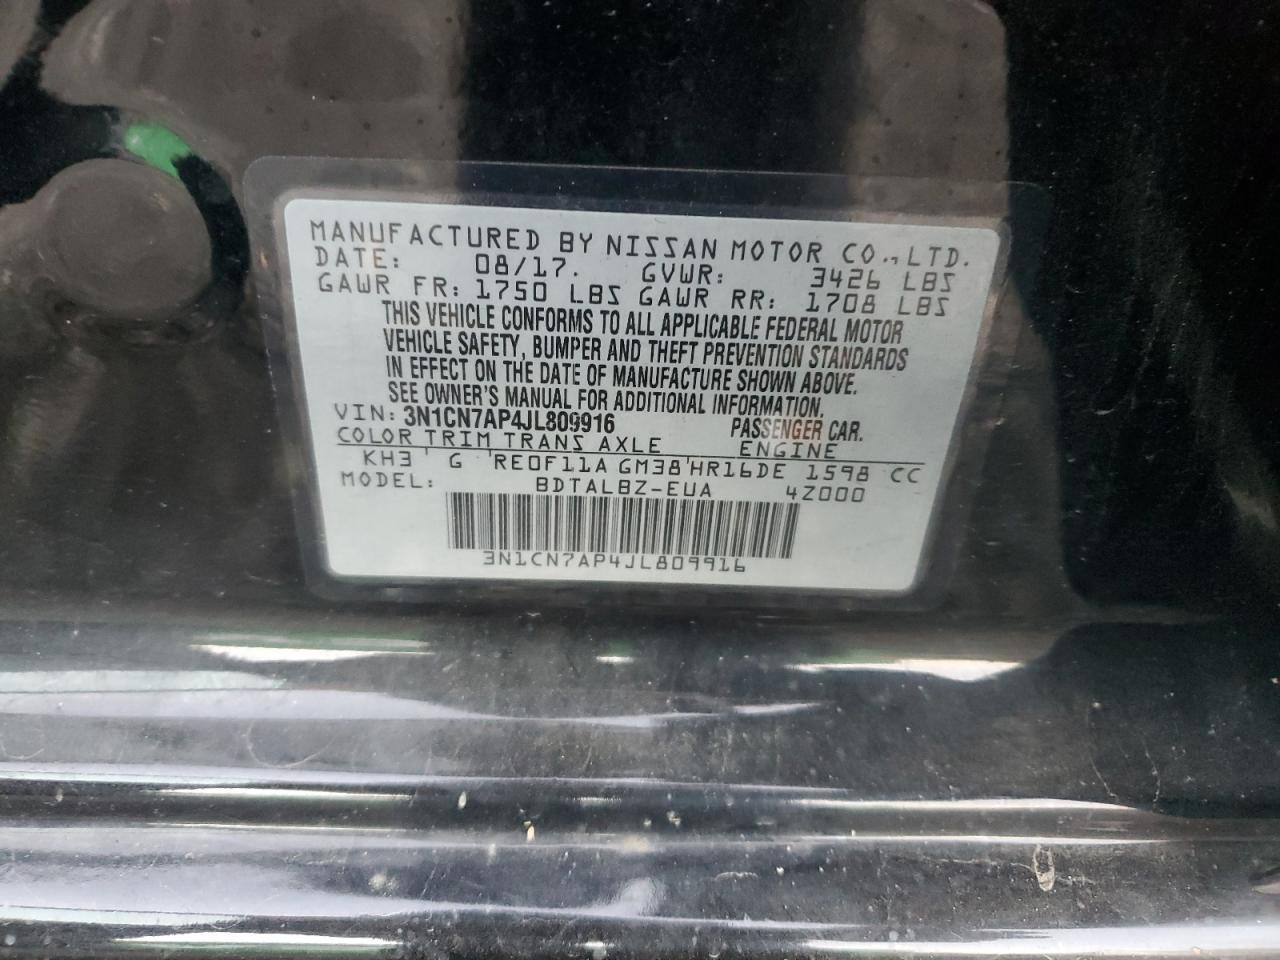 MANUFACTURED BY NISSAN MOTOR CO., LTD.
DATE: 08/17. GVWR: 3426 LBS
GAWR FR: 1750 LBS GAWR RR: 1708 LBS
THIS VEHICLE CONFORMS TO ALL APPLICABLE FEDERAL MOTOR
VEHICLE SAFETY, BUMPER AND THEFT PREVENTION STANDARDS
IN EFFECT ON THE DATE OF MANUFACTURE SHOWN ABOVE.
SEE OWNER'S MANUAL FOR ADDITIONAL INFORMATION.
VIN: 3N1CN7AP4JL809916 PASSENGER CAR.
COLOR TRIM TRANS AXLE ENGINE
KH3 G RE0F11A GM38 HR16DE 1598 CC
MODEL: BDTALBZ-EUA 4Z000
3N1CN7AP4JL809916